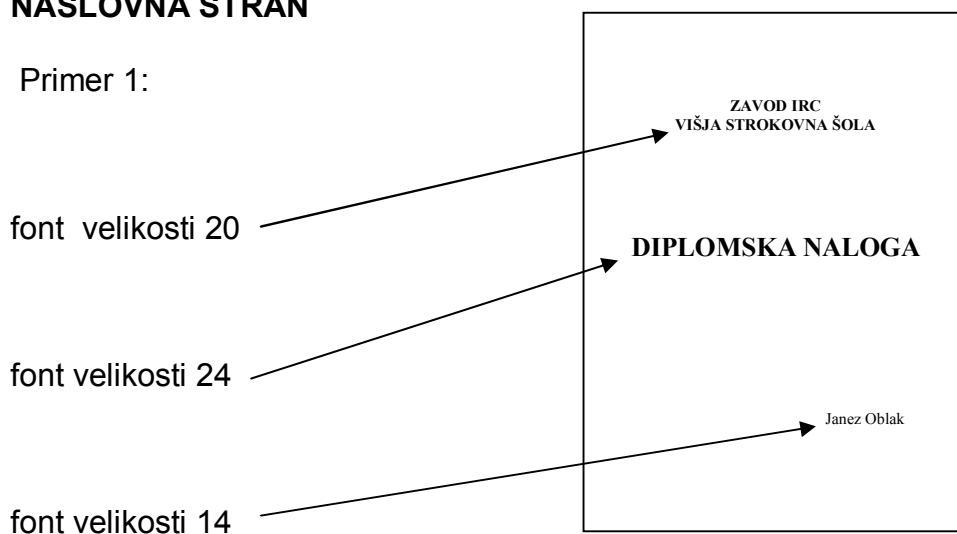 NASLOVNA STRAN
Primer 1:
ZAVOD IRC
VIŠJA STROKOVNA ŠOLA
font velikosti 20
DIPLOMSKA NALOGA
font velikosti 24
Janez Oblak
font velikosti 14